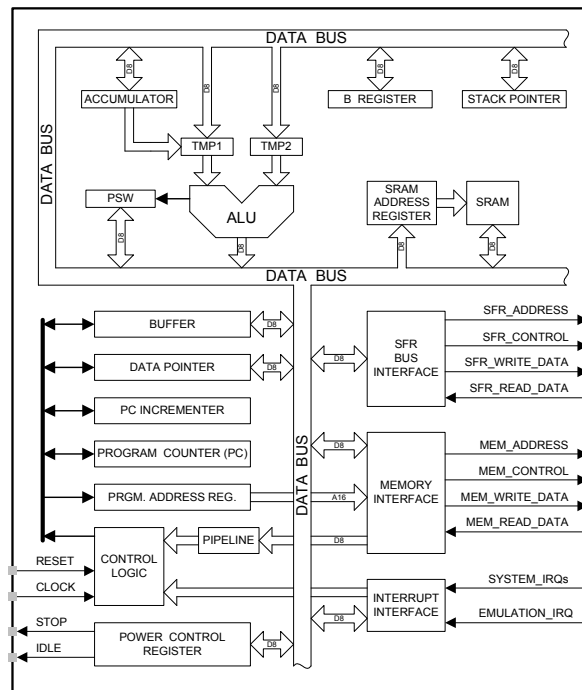 DATA BUS
D8
D8
D8
D8
D8
ACCUMULATOR
B REGISTER
STACK POINTER
DATA BUS
TMP1
TMP2
PSW
ALU
SRAM
ADDRESS
REGISTER
SRAM
D8
D8
D8
D8
DATA BUS
BUFFER
D8
DATA POINTER
D8
PC INCREMENTER
PROGRAM COUNTER (PC)
PRGM. ADDRESS REG.
A16
DATA BUS
SFR
BUS
INTERFACE
D8
SFR_ADDRESS
SFR_CONTROL
SFR_WRITE_DATA
SFR_READ_DATA
MEMORY
INTERFACE
D8
D8
MEM_ADDRESS
MEM_CONTROL
MEM_WRITE_DATA
MEM_READ_DATA
RESET
CLOCK
CONTROL
LOGIC
PIPELINE
INTERRUPT
INTERFACE
D8
SYSTEM_IRQs
EMULATION_IRQ
STOP
IDLE
POWER CONTROL
REGISTER
D8